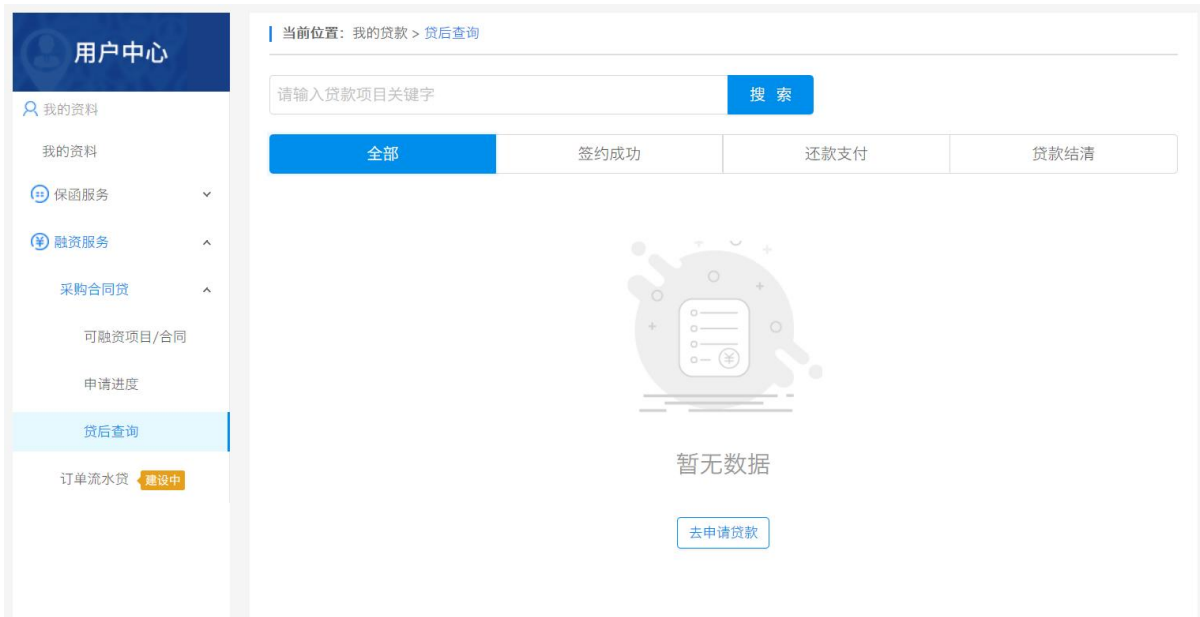 用户中心
我的资料
我的资料
保函服务
融资服务
采购合同贷
可融资项目/合同
申请进度
贷后查询
订单流水贷 建设中
当前位置：我的贷款 > 贷后查询
请输入贷款项目关键字 搜 索
全部 签约成功 还款支付 贷款结清
暂无数据
去申请贷款